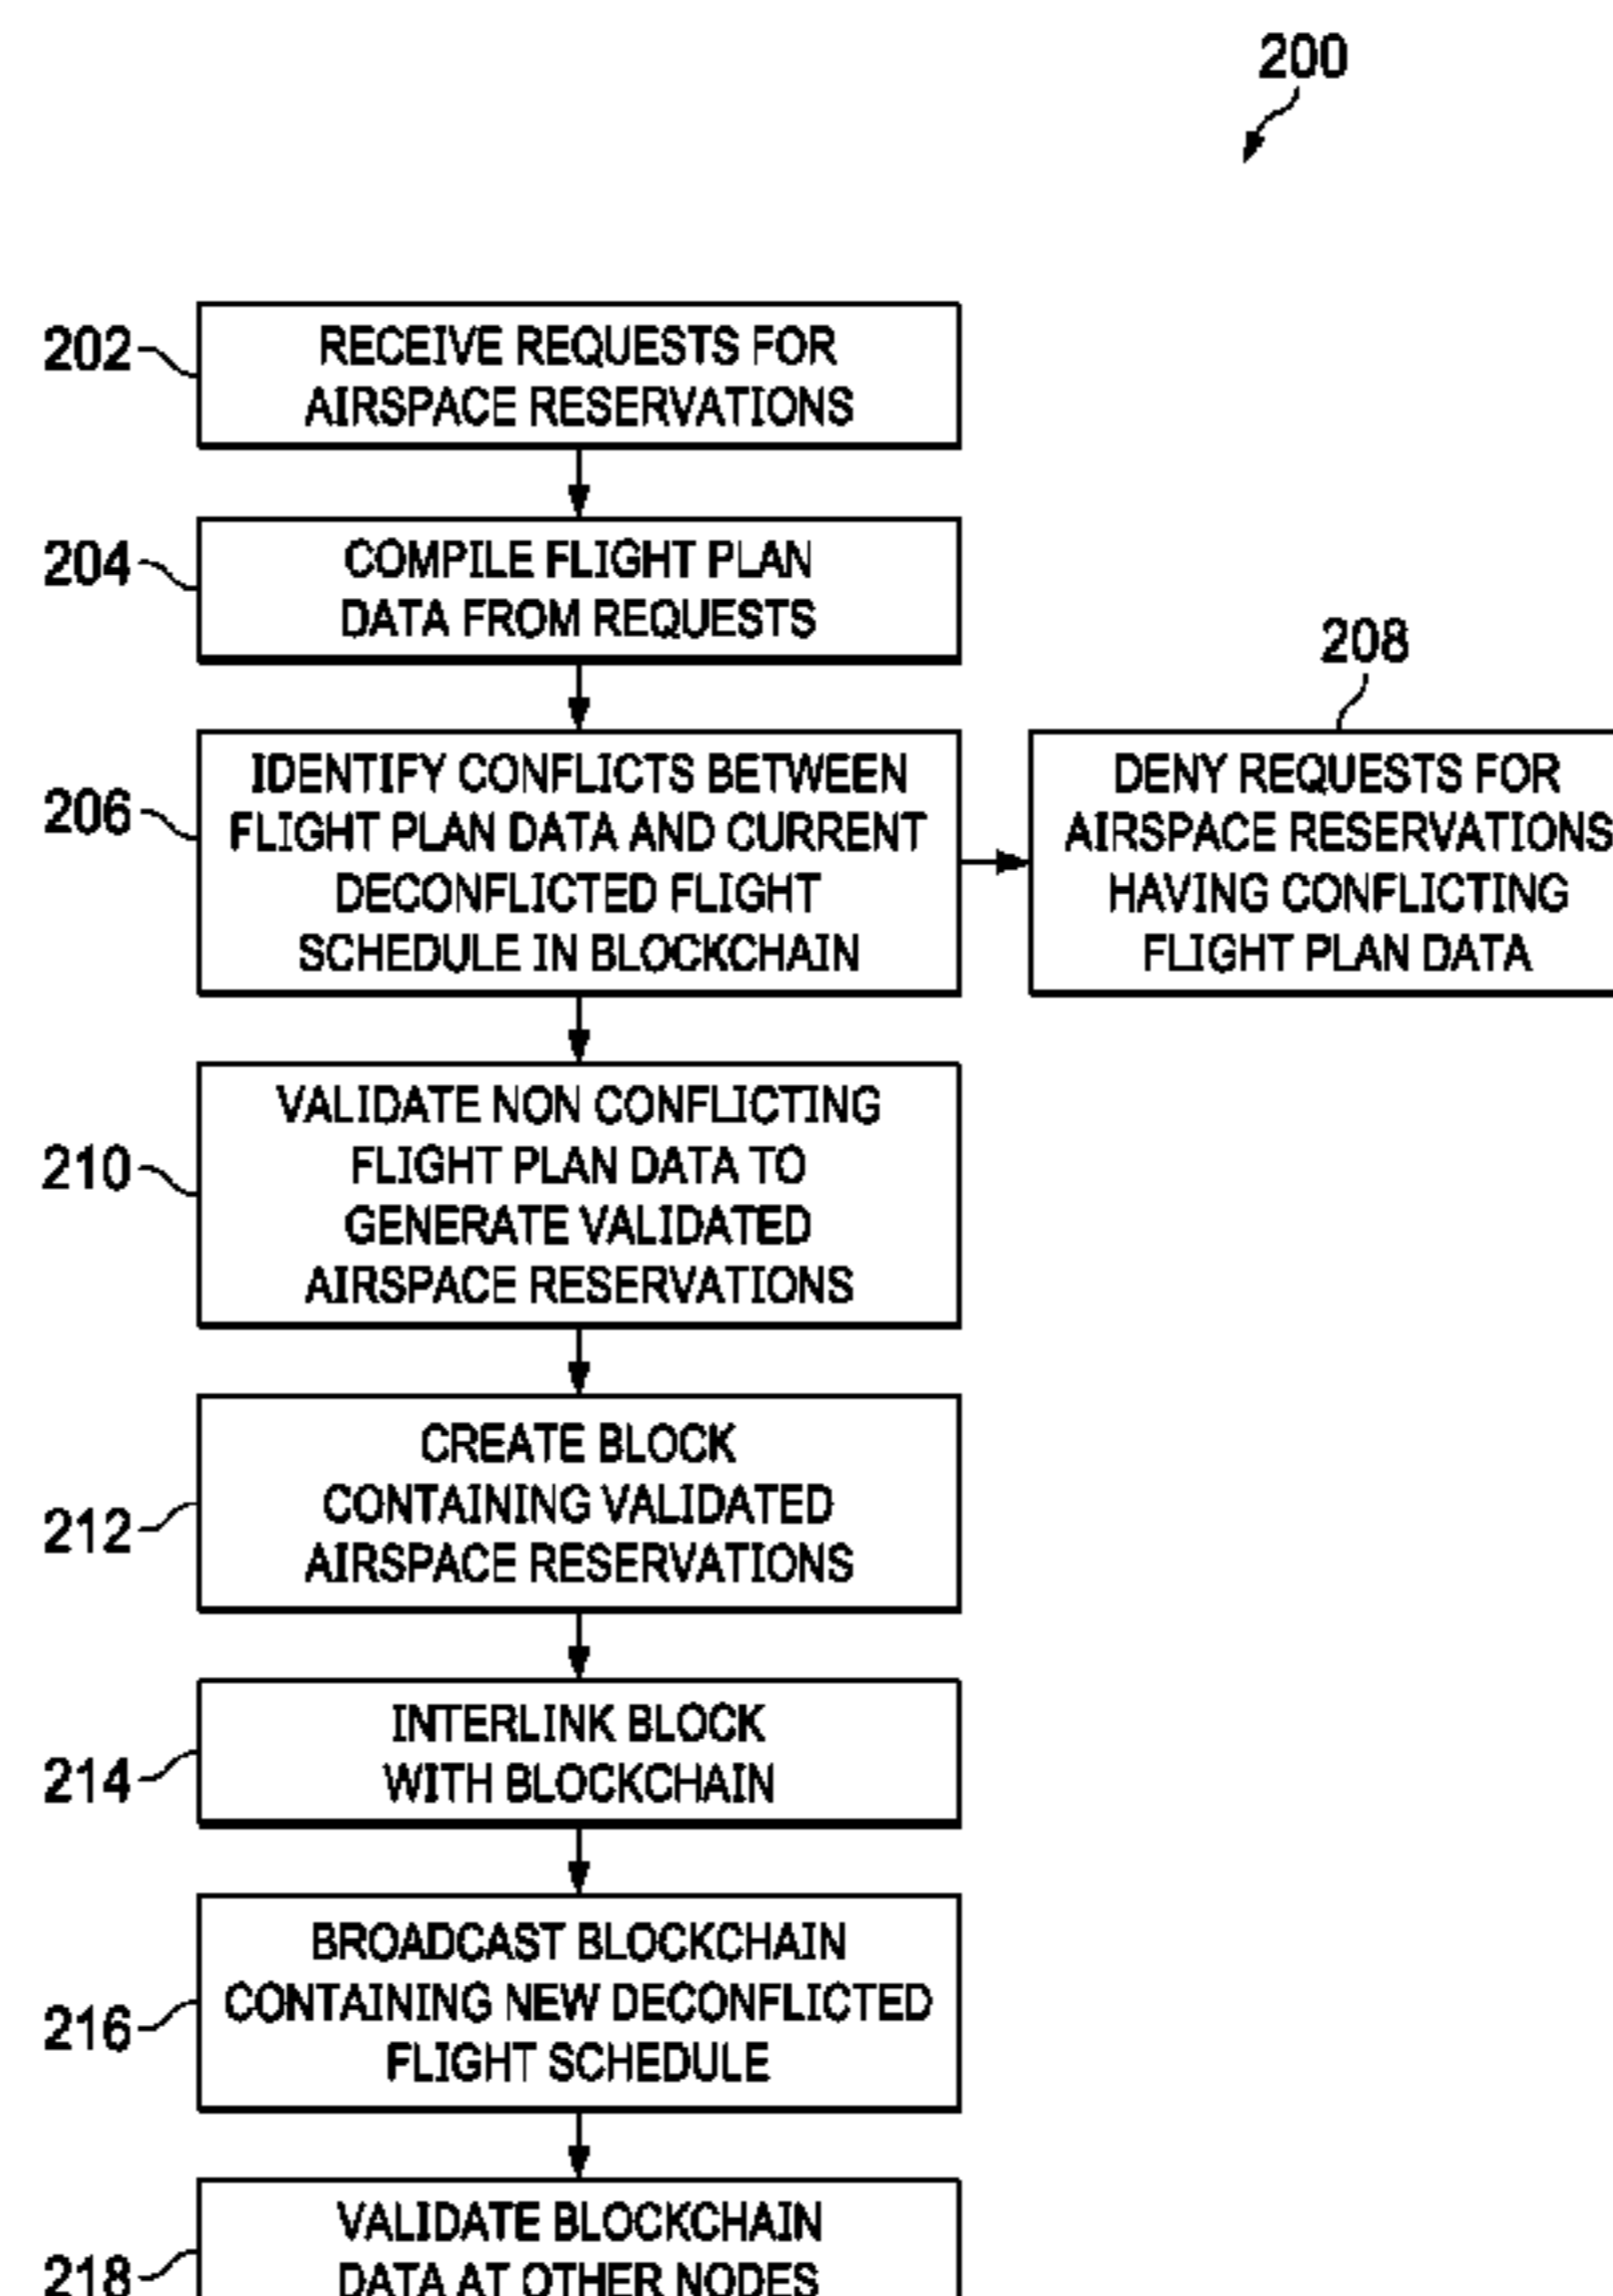 200
202
RECEIVE REQUESTS FOR
AIRSPACE RESERVATIONS
204
COMPILE FLIGHT PLAN
DATA FROM REQUESTS
206
IDENTIFY CONFLICTS BETWEEN
FLIGHT PLAN DATA AND CURRENT
DECONFLICTED FLIGHT
SCHEDULE IN BLOCKCHAIN
208
DENY REQUESTS FOR
AIRSPACE RESERVATIONS
HAVING CONFLICTING
FLIGHT PLAN DATA
210
VALIDATE NON CONFLICTING
FLIGHT PLAN DATA TO
GENERATE VALIDATED
AIRSPACE RESERVATIONS
212
CREATE BLOCK
CONTAINING VALIDATED
AIRSPACE RESERVATIONS
214
INTERLINK BLOCK
WITH BLOCKCHAIN
216
BROADCAST BLOCKCHAIN
CONTAINING NEW DECONFLICTED
FLIGHT SCHEDULE
218
VALIDATE BLOCKCHAIN
DATA AT OTHER NODES